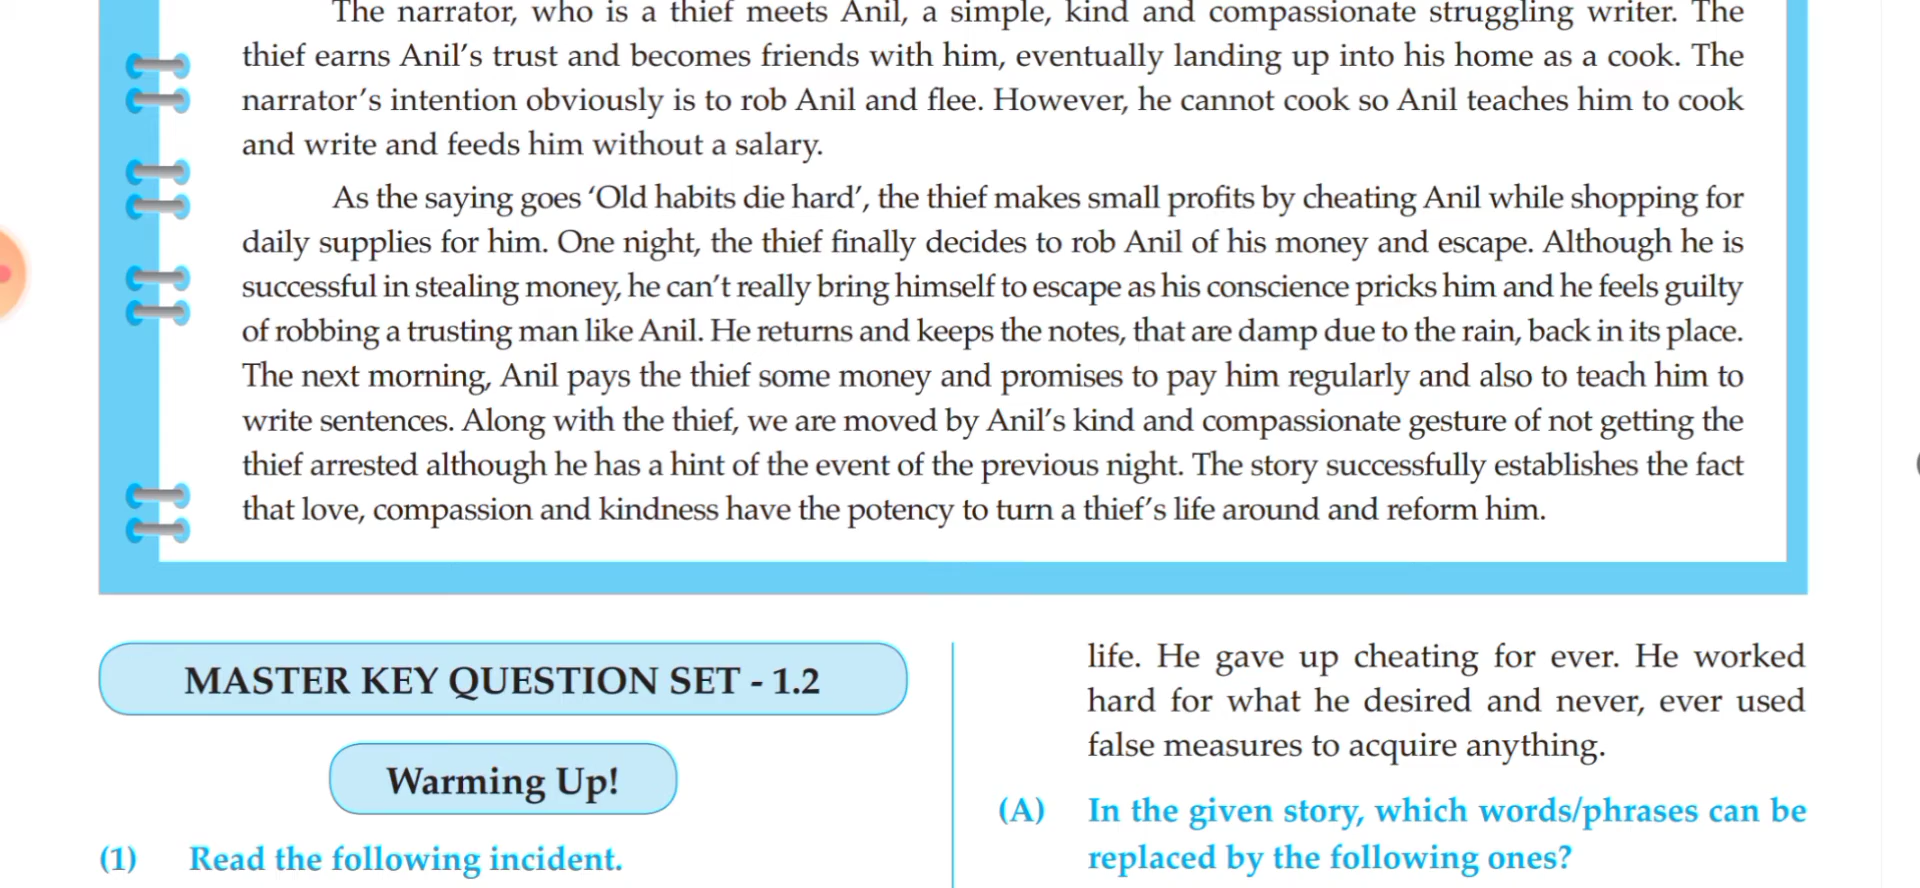 The narrator, who is a thief meets Anil, a simple, kind and compassionate struggling writer. The
thief earns Anil's trust and becomes friends with him, eventually landing up into his home as a cook. The
narrator's intention obviously is to rob Anil and flee. However, he cannot cook so Anil teaches him to cook
and write and feeds him without a salary.
As the saying goes 'Old habits die hard', the thief makes small profits by cheating Anil while shopping for
daily supplies for him. One night, the thief finally decides to rob Anil of his money and escape. Although he is
successful in stealing money, he can't really bring himself to escape as his conscience pricks him and he feels guilty
of robbing a trusting man like Anil. He returns and keeps the notes, that are damp due to the rain, back in its place.
The next morning, Anil pays the thief some money and promises to pay him regularly and also to teach him to
write sentences. Along with the thief, we are moved by Anil's kind and compassionate gesture of not getting the
thief arrested although he has a hint of the event of the previous night. The story successfully establishes the fact
that love, compassion and kindness have the potency to turn a thief's life around and reform him.
MASTER KEY QUESTION SET - 1.2
Warming Up!
(1) Read the following incident.
life. He gave up cheating for ever. He worked
hard for what he desired and never, ever used
false measures to acquire anything.
(A) In the given story, which words/phrases can be
replaced by the following ones?